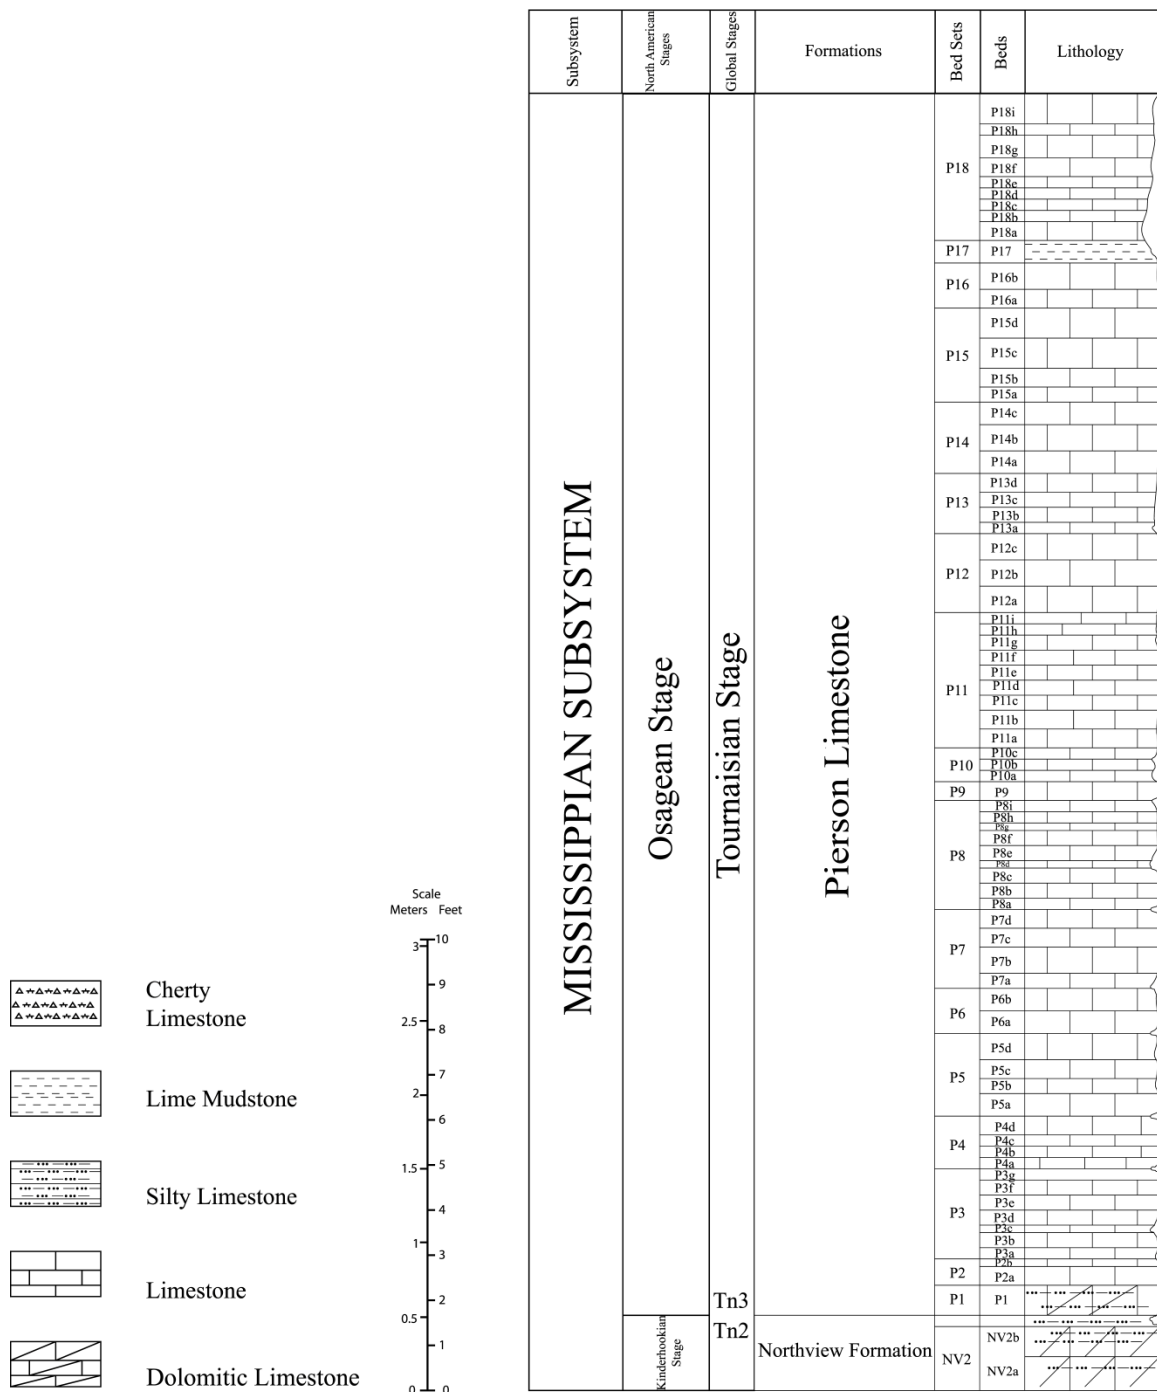 Subsystem
North American
Stages
Global Stages
Formations
Bed Sets
Beds
Lithology
MISSISSIPPIAN SUBSYSTEM
Osagean Stage
Kinderhookian
Stage
Tournaisian Stage
Tn3
Tn2
Pierson Limestone
Northview Formation
P18
P17
P16
P15
P14
P13
P12
P11
P10
P9
P8
P7
P6
P5
P4
P3
P2
P1
NV2
P18i
P18h
P18g
P18f
P18e
P18d
P18c
P18b
P18a
P17
P16b
P16a
P15d
P15c
P15b
P15a
P14c
P14b
P14a
P13d
P13c
P13b
P13a
P12c
P12b
P12a
P11i
P11h
P11g
P11f
P11e
P11d
P11c
P11b
P11a
P10c
P10b
P10a
P9
P8i
P8h
P8g
P8f
P8e
P8d
P8c
P8b
P8a
P7d
P7c
P7b
P7a
P6b
P6a
P5d
P5c
P5b
P5a
P4d
P4c
P4b
P4a
P3g
P3f
P3e
P3d
P3c
P3b
P3a
P2b
P2a
P1
NV2b
NV2a
Scale
Meters Feet
3 10
9
2.5 8
7
2 6
1.5 5
4
1 3
2
0.5 1
0 0
Cherty
Limestone
Lime Mudstone
Silty Limestone
Limestone
Dolomitic Limestone